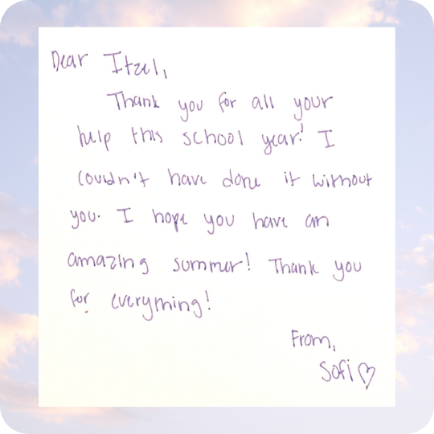 Dear Itzel,
Thank you for all your
help this school year! I
couldn't have done it without
you. I hope you have an
amazing summer! Thank you
for everything!
From,
Sofi ♡